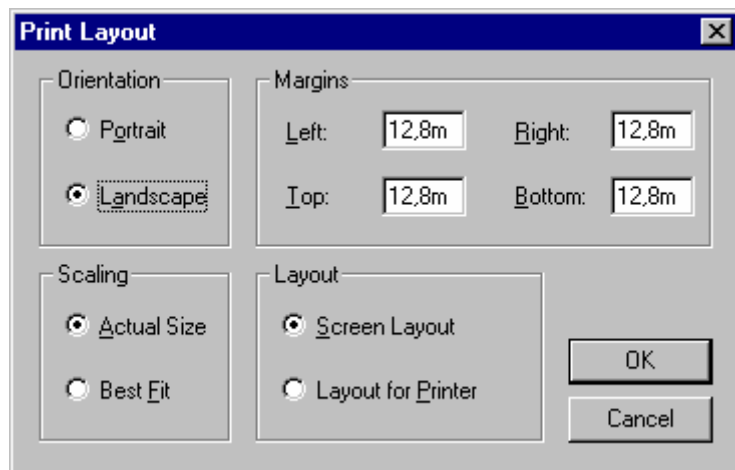 Print Layout
Orientation
Portrait
Landscape
Margins
Left: 12,8m Right: 12,8m
Top: 12,8m Bottom: 12,8m
Scaling
Actual Size
Best Fit
Layout
Screen Layout
Layout for Printer
OK
Cancel